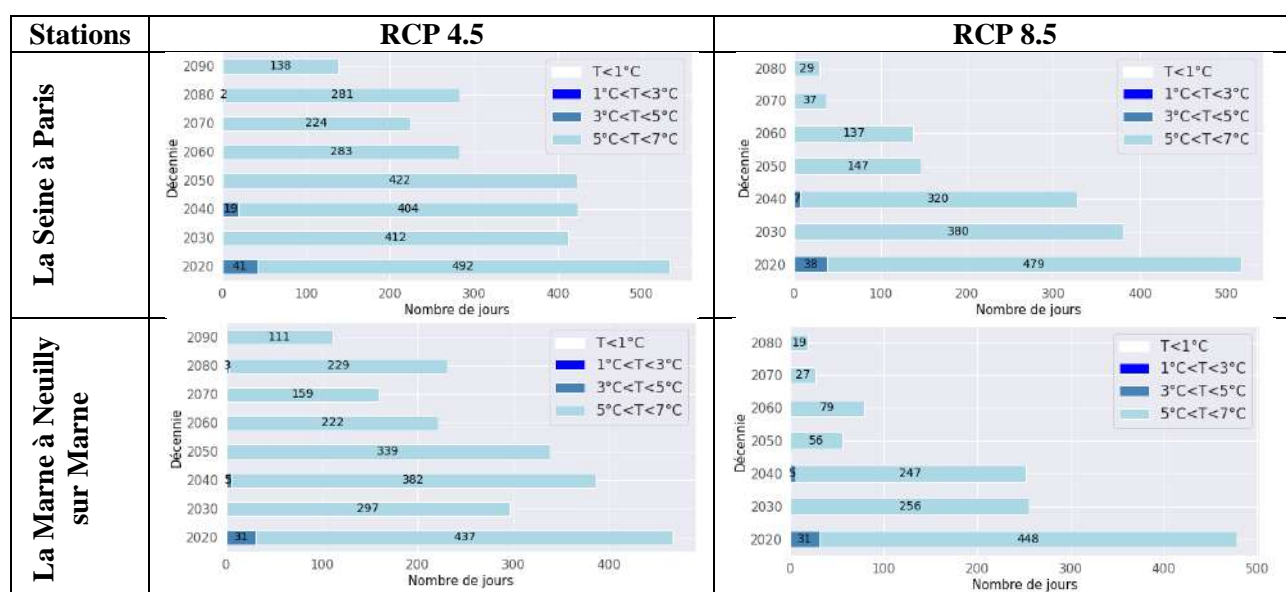 Stations
RCP 4.5
RCP 8.5
La Seine à Paris
Décennie
2090
138
2080
2
281
2070
224
2060
283
2050
422
2040
19
404
2030
412
2020
41
492
0 100 200 300 400 500
Nombre de jours
T<1°C
1°C<T<3°C
3°C<T<5°C
5°C<T<7°C
Décennie
2080
29
2070
37
2060
137
2050
147
2040
7
320
2030
380
2020
38
479
0 100 200 300 400 500
Nombre de jours
T<1°C
1°C<T<3°C
3°C<T<5°C
5°C<T<7°C
La Marne à Neuilly
sur Marne
Décennie
2090
111
2080
3
229
2070
159
2060
222
2050
339
2040
5
382
2030
297
2020
31
437
0 100 200 300 400
Nombre de jours
T<1°C
1°C<T<3°C
3°C<T<5°C
5°C<T<7°C
Décennie
2080
19
2070
27
2060
79
2050
56
2040
5
247
2030
256
2020
31
448
0 100 200 300 400 500
Nombre de jours
T<1°C
1°C<T<3°C
3°C<T<5°C
5°C<T<7°C